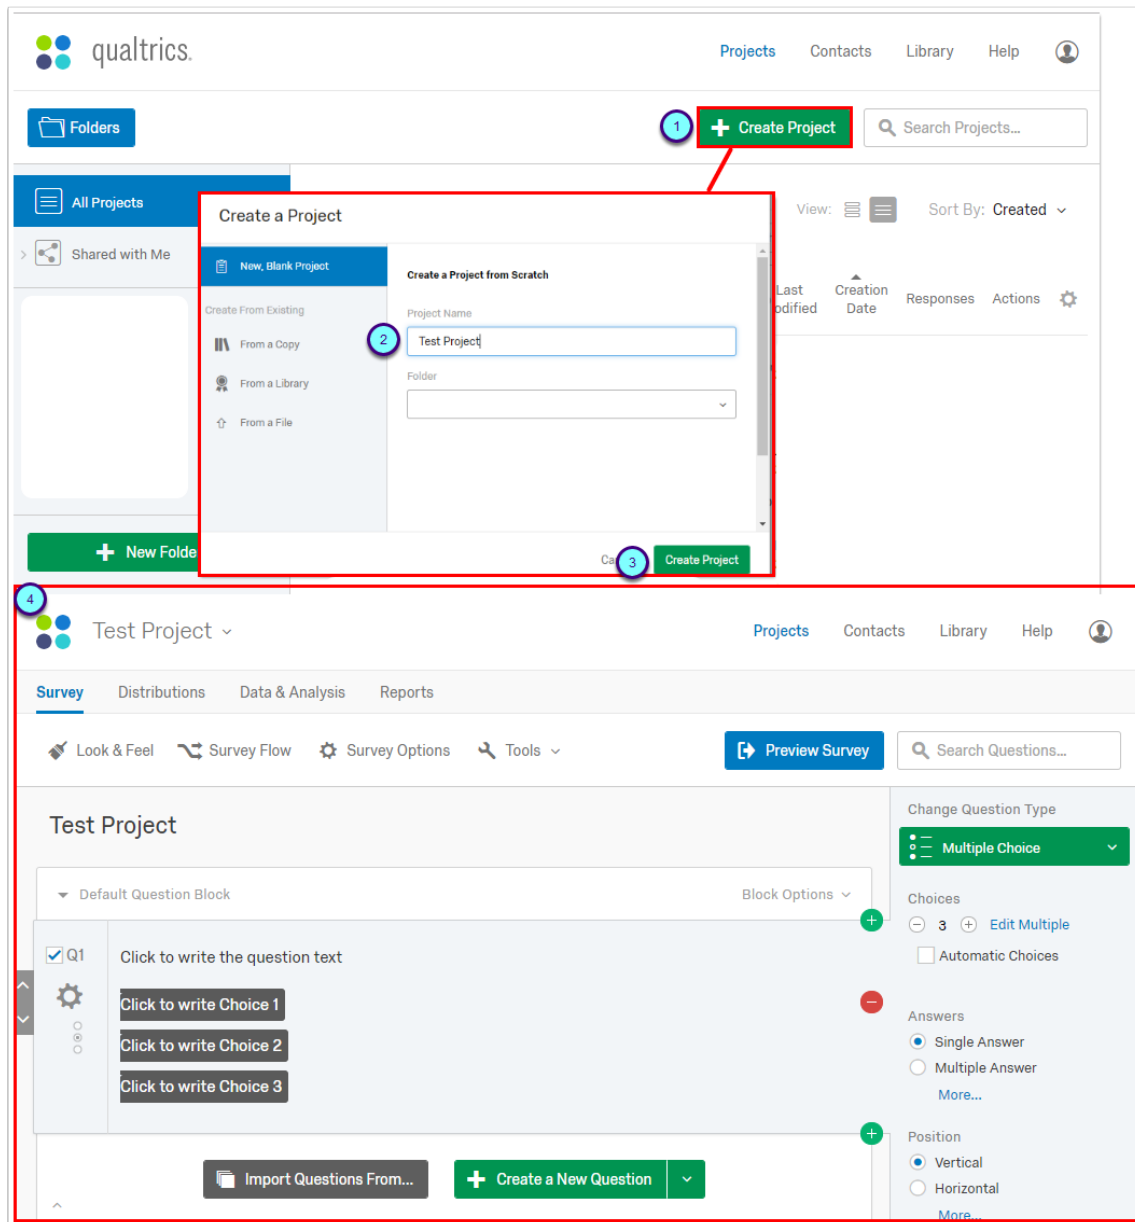 qualtrics.
Projects Contacts Library Help
Folders
1
Create Project
Search Projects...
All Projects
View:
Sort By: Created
Shared with Me
Create a Project
New, Blank Project
Create a Project from Scratch
Create From Existing
Project Name
From a Copy
2
Test Project
From a Library
Folder
From a File
Last
odified
Creation
Date
Responses Actions
New Folde
Ca
3
Create Project
4
Test Project
Projects Contacts Library Help
Survey Distributions Data & Analysis Reports
Look & Feel Survey Flow Survey Options Tools
Preview Survey
Search Questions...
Test Project
Change Question Type
Multiple Choice
Default Question Block
Block Options
Choices
3 Edit Multiple
Automatic Choices
Q1
Click to write the question text
Click to write Choice 1
Click to write Choice 2
Click to write Choice 3
Answers
Single Answer
Multiple Answer
More...
Position
Vertical
Horizontal
More...
Import Questions From...
Create a New Question